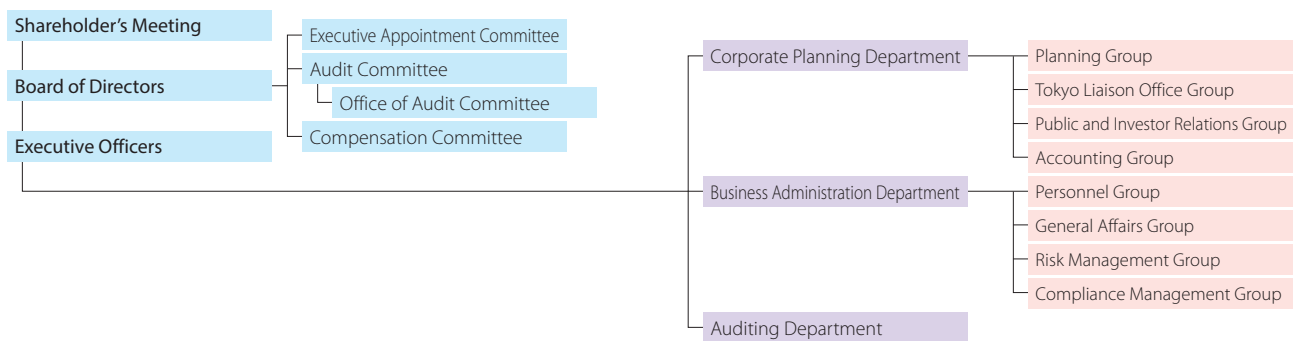 Shareholder's Meeting
Board of Directors
Executive Officers
Executive Appointment Committee
Audit Committee
Office of Audit Committee
Compensation Committee
Corporate Planning Department
Business Administration Department
Auditing Department
Planning Group
Tokyo Liaison Office Group
Public and Investor Relations Group
Accounting Group
Personnel Group
General Affairs Group
Risk Management Group
Compliance Management Group